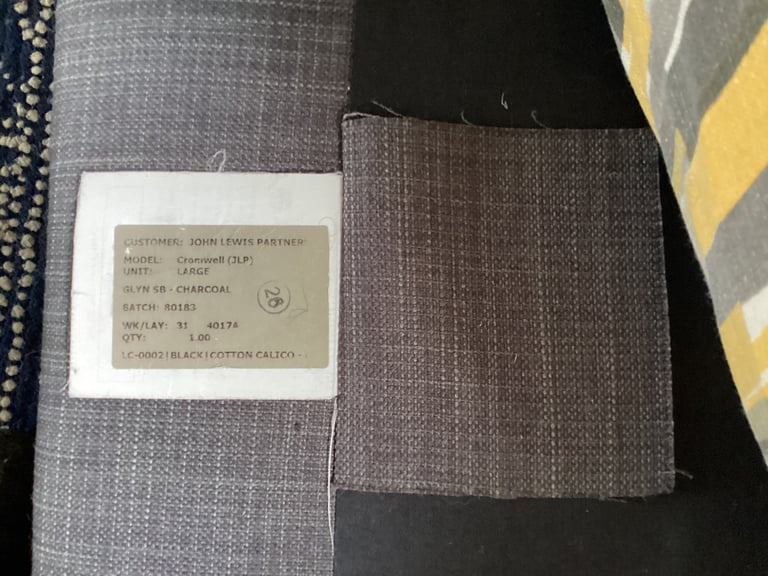 CUSTOMER: JOHN LEWIS PARTNER
MODEL: Cromwell (JLP)
UNIT: LARGE
GLYN SB - CHARCOAL
28
BATCH: 80183
WK/LAY: 31 40174
QTY: 1.00
LC-0002|BLACK|COTTON CALICO -